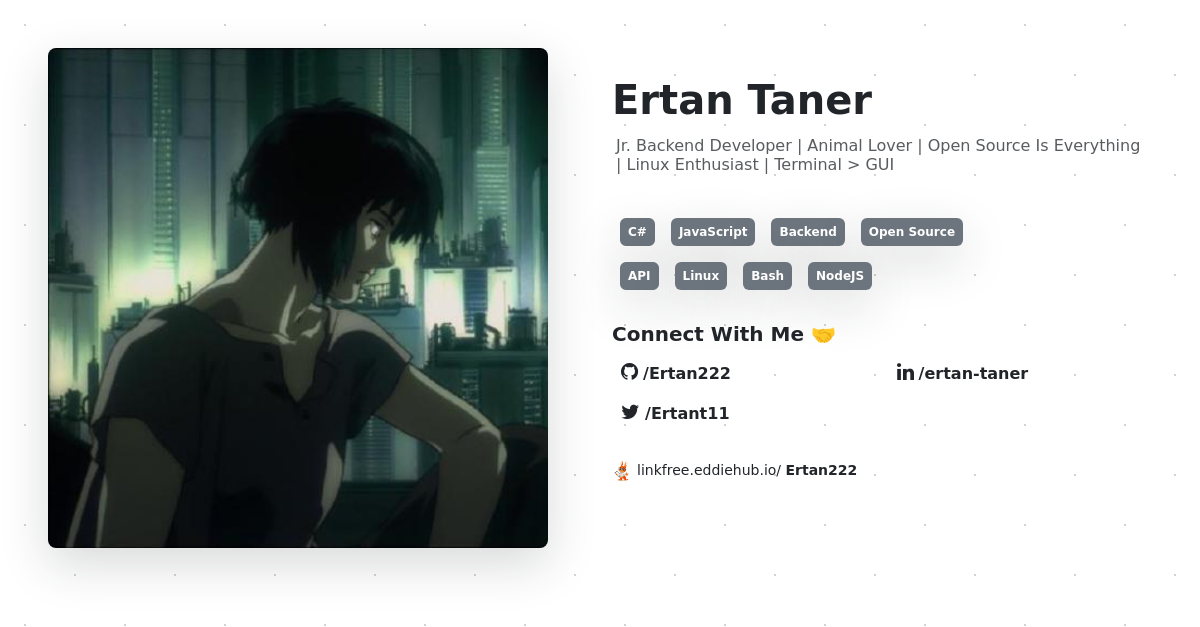 Ertan Taner
Jr. Backend Developer | Animal Lover | Open Source Is Everything
| Linux Enthusiast | Terminal > GUI
C# JavaScript Backend Open Source
API Linux Bash NodeJS
Connect With Me 🤝
/Ertan222 /ertan-taner
/Ertant11
linkfree.eddiehub.io/ Ertan222